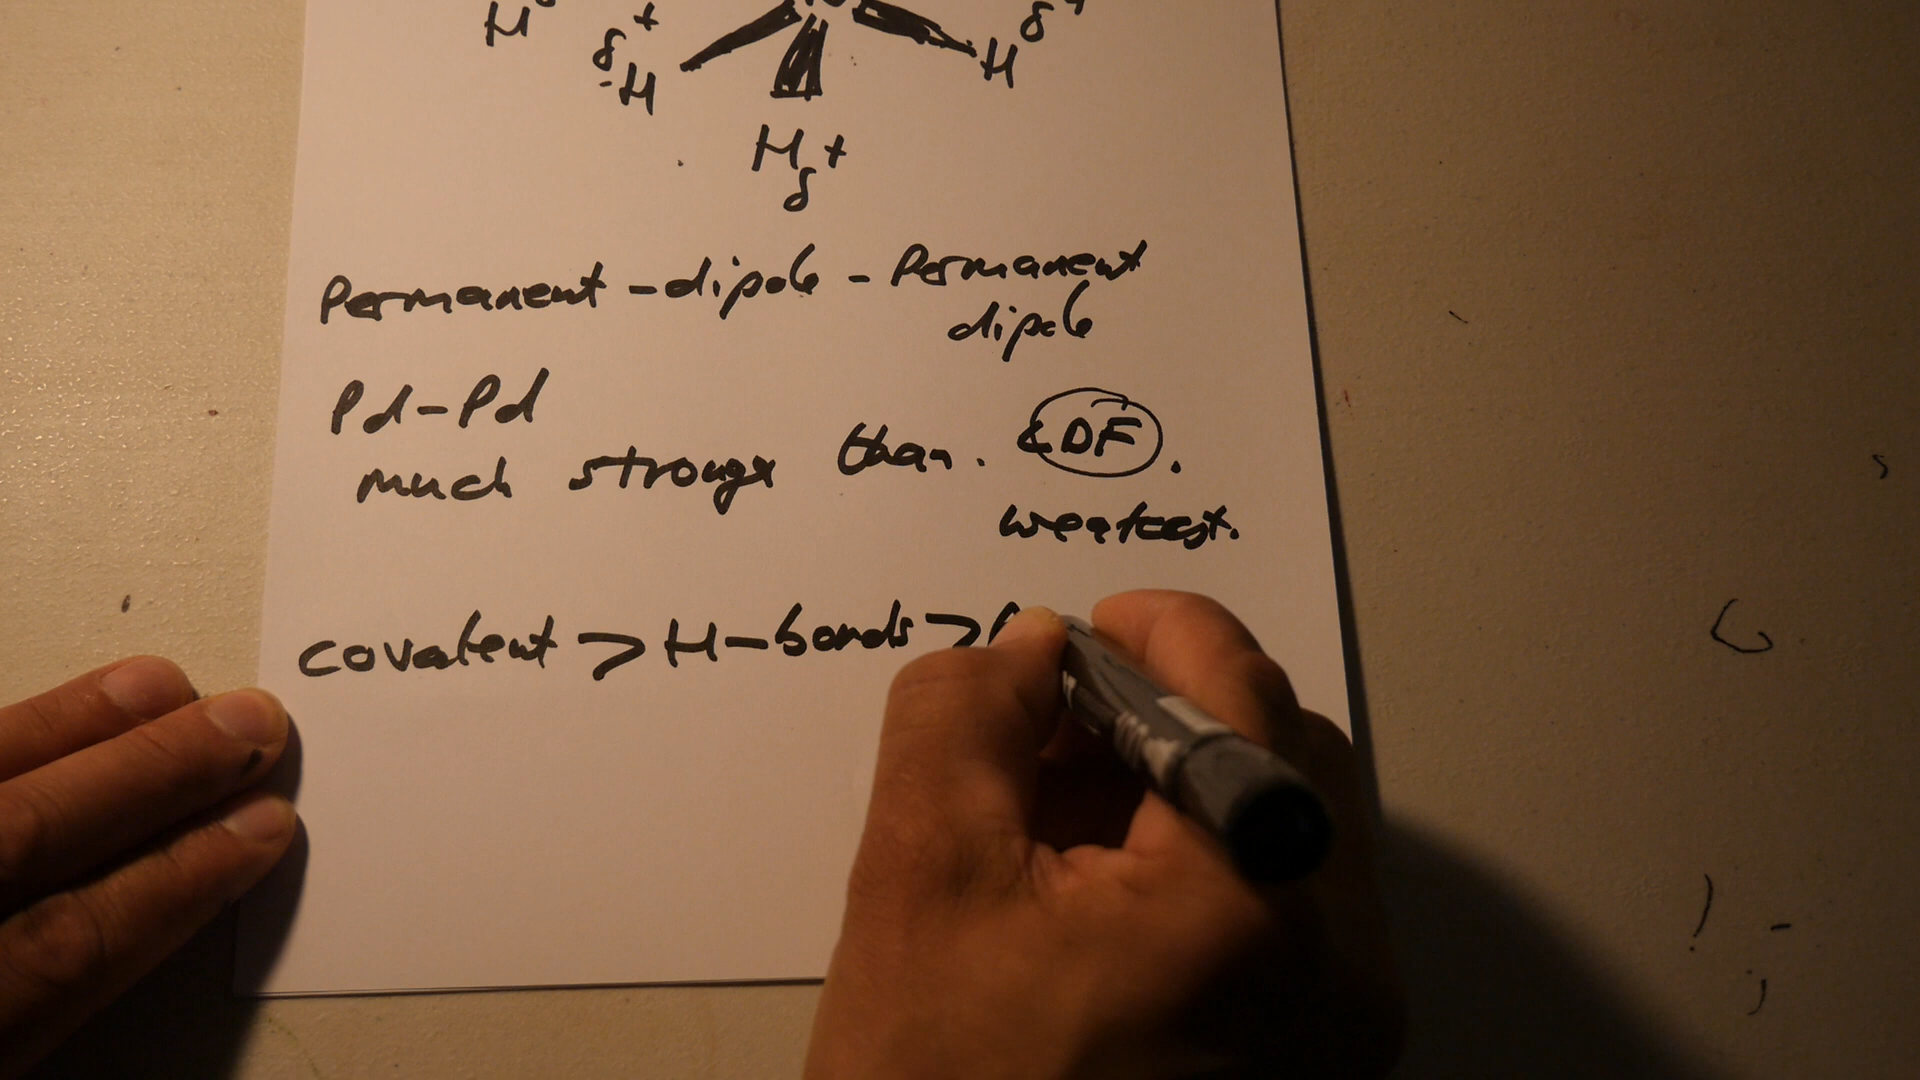 H δ
δ+
-H
H δ+
H +
δ
Permanent - dipole - Permanent
dipole
Pd-Pd
much stronger than. LDF.
weakest.
covalent > H-bonds >